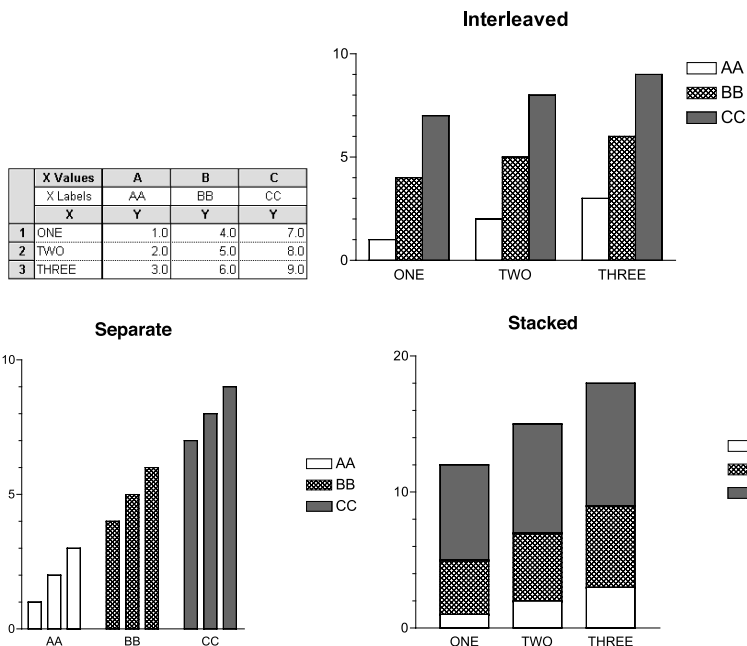 Interleaved
10
5
0
ONE TWO THREE
AA
BB
CC
X Values A B C
X Labels AA BB CC
X Y Y Y
1 ONE 1.0 4.0 7.0
2 TWO 2.0 5.0 8.0
3 THREE 3.0 6.0 9.0
Separate
10
5
0
AA BB CC
AA
BB
CC
Stacked
20
10
0
ONE TWO THREE